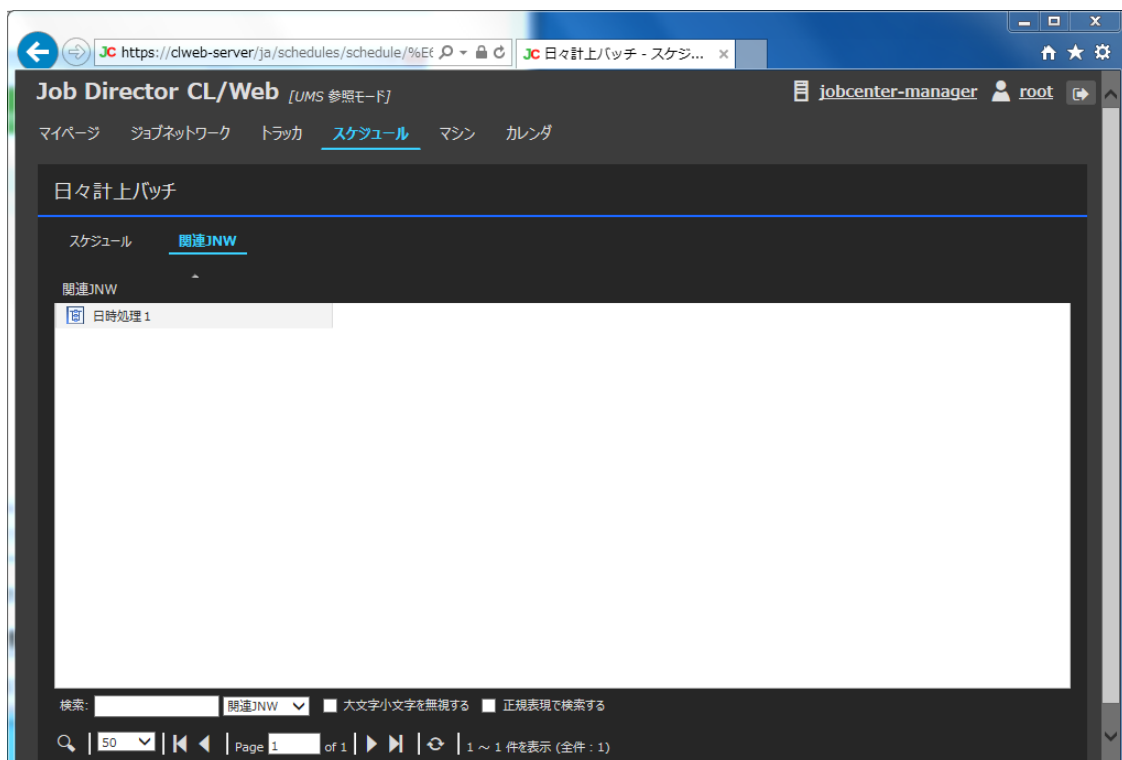 JC https://clweb-server/ja/schedules/schedule/%E6
JC 日々計上バッチ - スケジ...
Job Director CL/Web [UMS 参照モード]
jobcenter-manager root
マイページ ジョブネットワーク トラッカ スケジュール マシン カレンダ
日々計上バッチ
スケジュール 関連JNW
関連JNW
日時処理1
検索: 関連JNW 大文字小文字を無視する 正規表現で検索する
50 Page 1 of 1 1 ~ 1 件を表示 (全件 : 1)